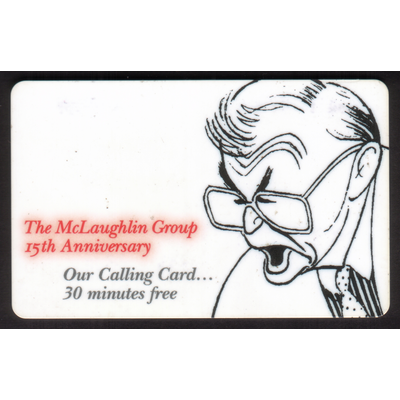 The McLaughlin Group
15th Anniversary
Our Calling Card...
30 minutes free